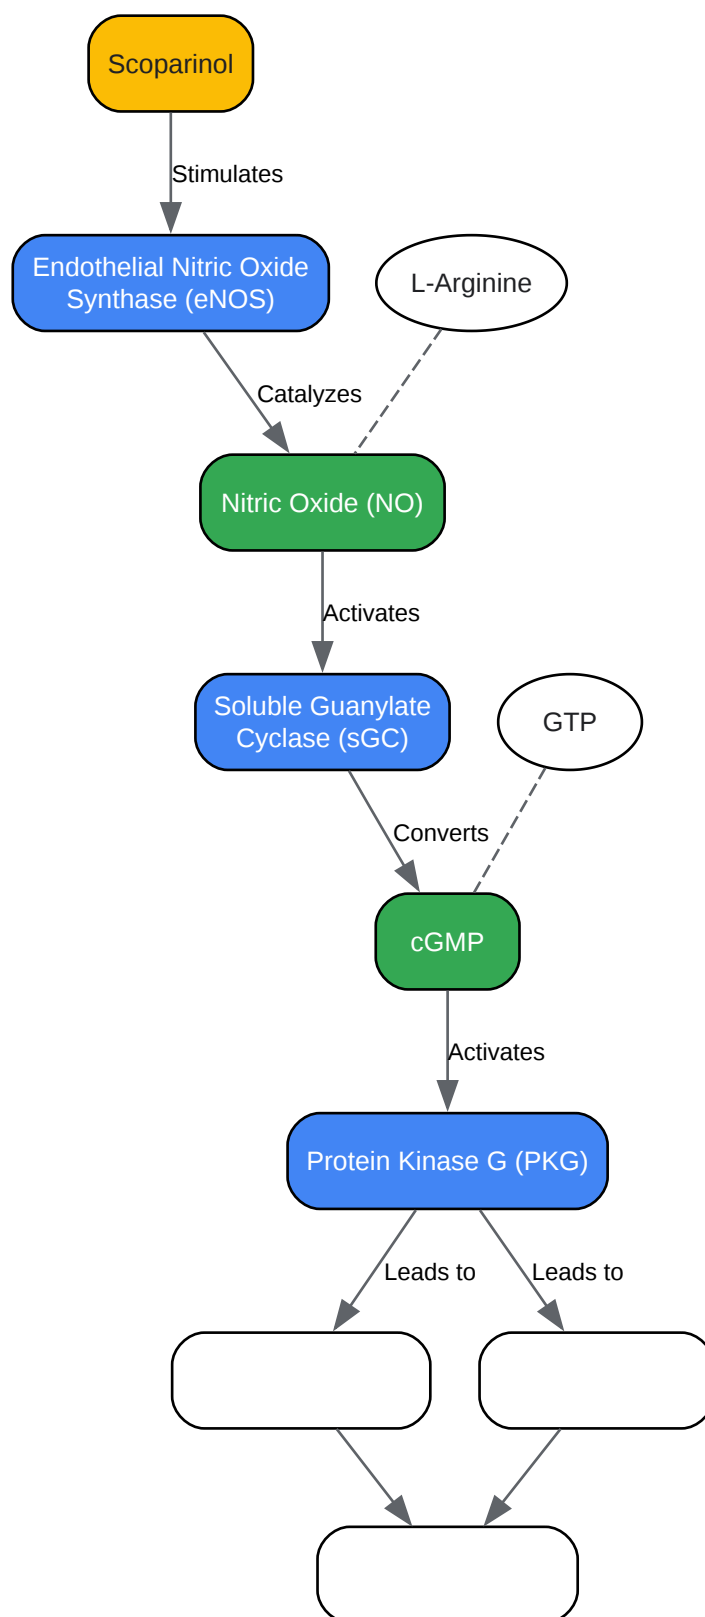 Scoparinol
Stimulates
Endothelial Nitric Oxide
Synthase (eNOS)
L-Arginine
Catalyzes
Nitric Oxide (NO)
Activates
Soluble Guanylate
Cyclase (sGC)
GTP
Converts
cGMP
Activates
Protein Kinase G (PKG)
Leads to
Leads to